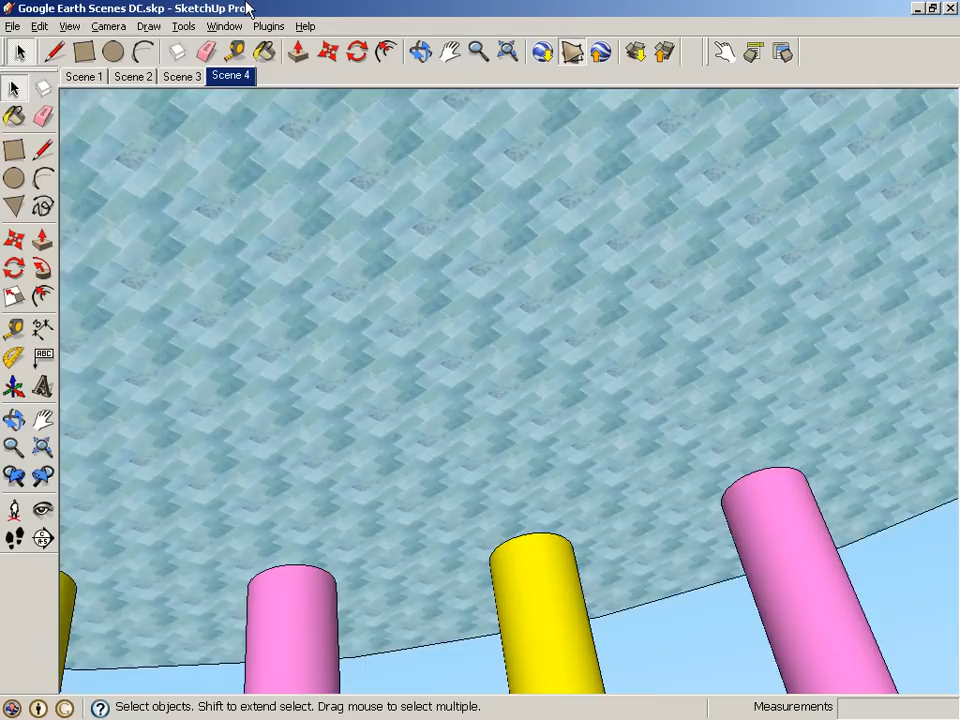 Google Earth Scenes DC.skp - SketchUp Pro
File Edit View Camera Draw Tools Window Plugins Help
Scene 1 Scene 2 Scene 3 Scene 4
ABC
Select objects. Shift to extend select. Drag mouse to select multiple. Measurements